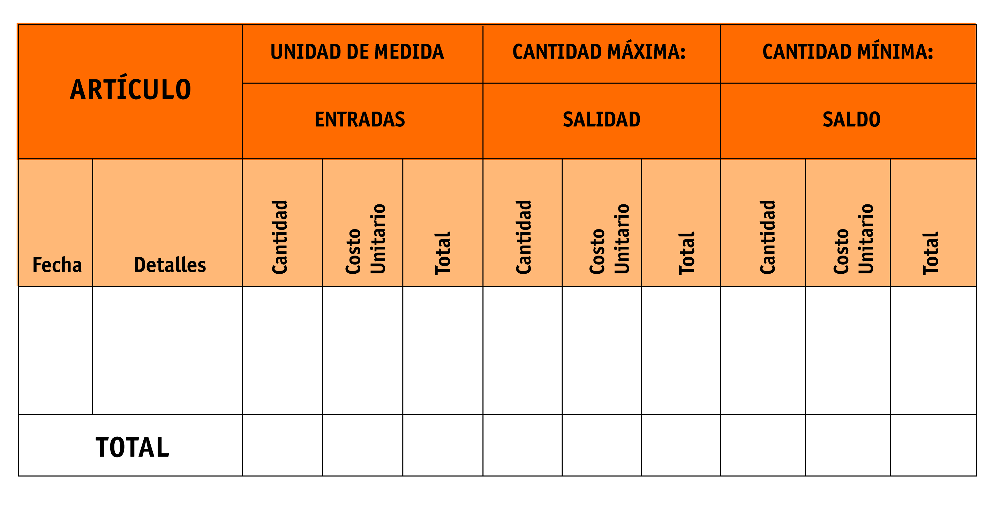 ARTÍCULO
UNIDAD DE MEDIDA
CANTIDAD MÁXIMA:
CANTIDAD MÍNIMA:
ENTRADAS
SALIDAD
SALDO
Fecha
Detalles
Cantidad
Costo
Unitario
Total
Cantidad
Costo
Unitario
Total
Cantidad
Costo
Unitario
Total
TOTAL